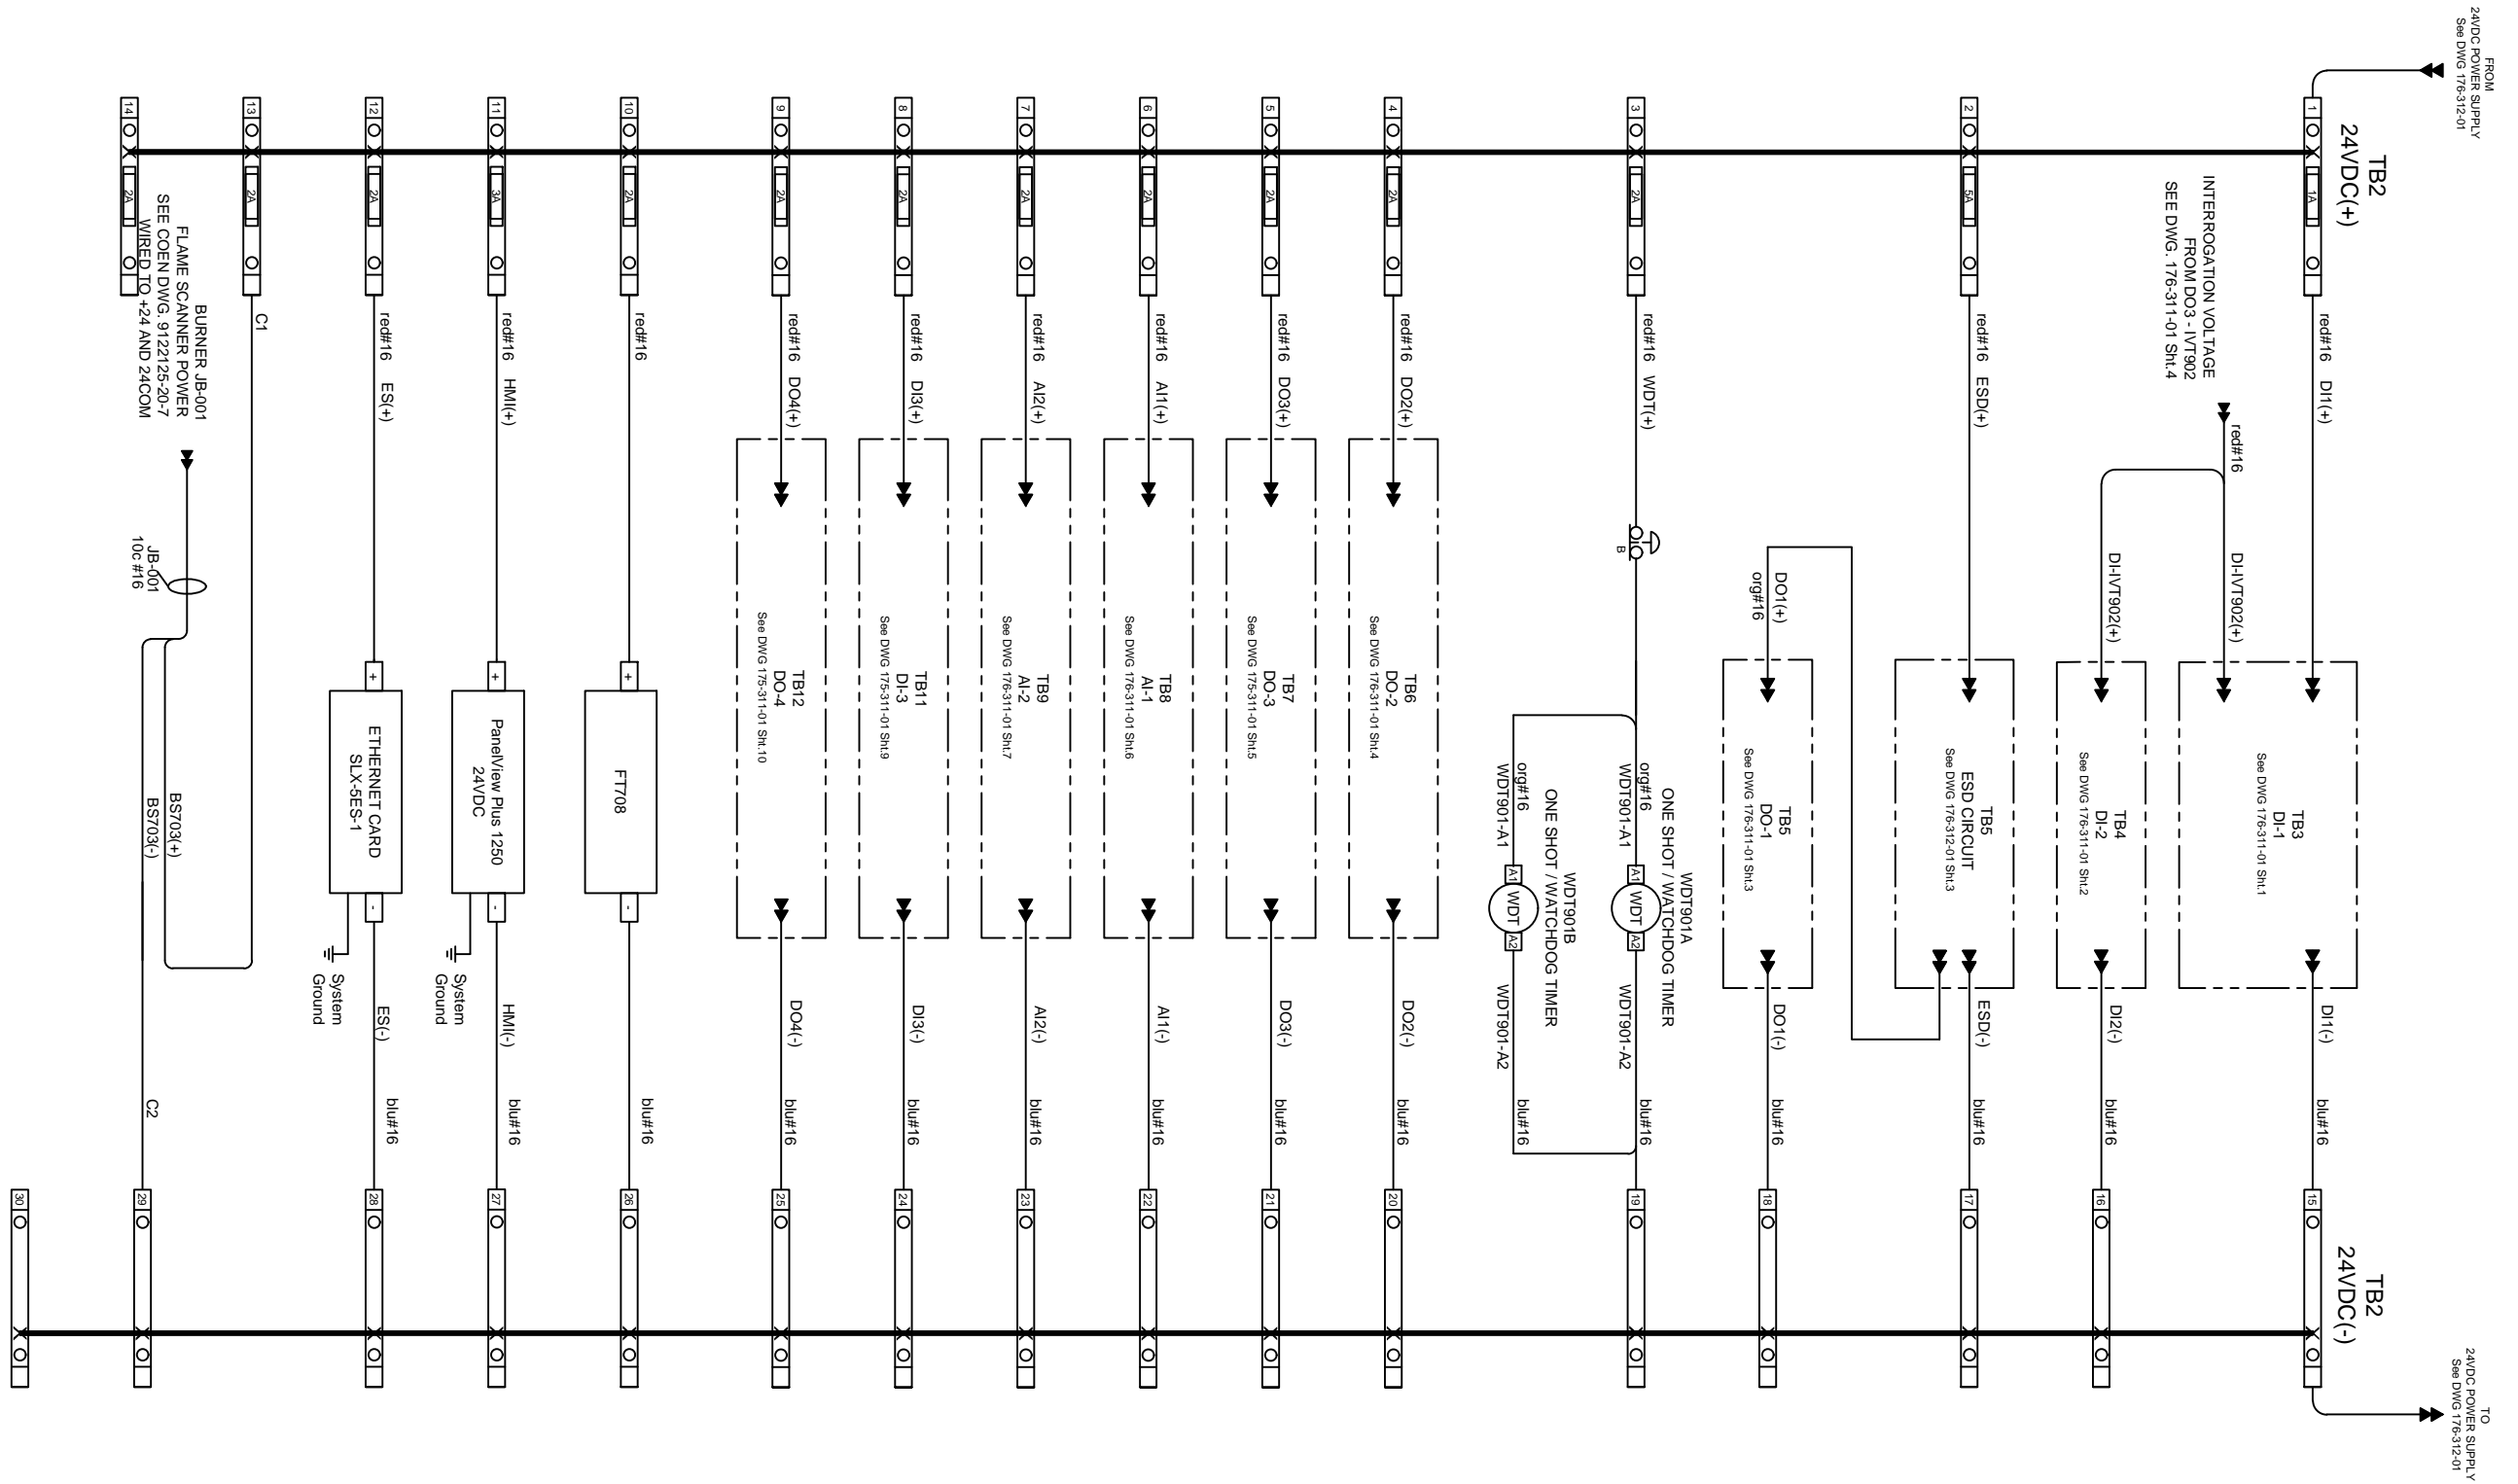 FROM
24VDC POWER SUPPLY
See DWG 176-312-01
TB2
24VDC(+)
TB2
24VDC(-)
TO
24VDC POWER SUPPLY
See DWG 176-312-01
1
1A
red#16 DI1(+)
TB3
DI-1
See DWG 176-311-01 Sht.1
DI1(-)
blu#16
15
INTERROGATION VOLTAGE
FROM DO3 - IVT902
SEE DWG. 176-311-01 Sht.4
red#16
DI-IVT902(+)
DI-IVT902(+)
TB4
DI-2
See DWG 176-311-01 Sht.2
DI2(-)
blu#16
16
2
5A
red#16 ESD(+)
TB5
ESD CIRCUIT
See DWG 176-312-01 Sht.3
ESD(-)
blu#16
17
DO1(+)
org#16
TB5
DO-1
See DWG 176-311-01 Sht.3
DO1(-)
blu#16
18
3
2A
red#16 WDT(+)
B
WDT901A
ONE SHOT / WATCHDOG TIMER
org#16
WDT901-A1
A1
WDT
A2
WDT901-A2
blu#16
19
WDT901B
ONE SHOT / WATCHDOG TIMER
org#16
WDT901-A1
A1
WDT
A2
WDT901-A2
blu#16
4
2A
red#16 DO2(+)
TB6
DO-2
See DWG 176-311-01 Sht.4
DO2(-)
blu#16
20
5
2A
red#16 DO3(+)
TB7
DO-3
See DWG 175-311-01 Sht.5
DO3(-)
blu#16
21
6
2A
red#16 AI1(+)
TB8
AI-1
See DWG 176-311-01 Sht.6
AI1(-)
blu#16
22
7
2A
red#16 AI2(+)
TB9
AI-2
See DWG 176-311-01 Sht.7
AI2(-)
blu#16
23
8
2A
red#16 DI3(+)
TB11
DI-3
See DWG 175-311-01 Sht.9
DI3(-)
blu#16
24
9
2A
red#16 DO4(+)
TB12
DO-4
See DWG 175-311-01 Sht.10
DO4(-)
blu#16
25
10
2A
red#16
+
FT708
-
blu#16
26
11
3A
red#16 HMI(+)
+
PanelView Plus 1250
24VDC
-
System
Ground
HMI(-)
blu#16
27
12
2A
red#16 ES(+)
+
ETHERNET CARD
SLX-5ES-1
-
System
Ground
ES(-)
blu#16
28
13
2A
C1
BURNER JB-001
FLAME SCANNER POWER
SEE COEN DWG. 9122125-20-7
WIRED TO +24 AND 24COM
JB-001
10c #16
BS703(+)
BS703(-)
C2
29
14
2A
30